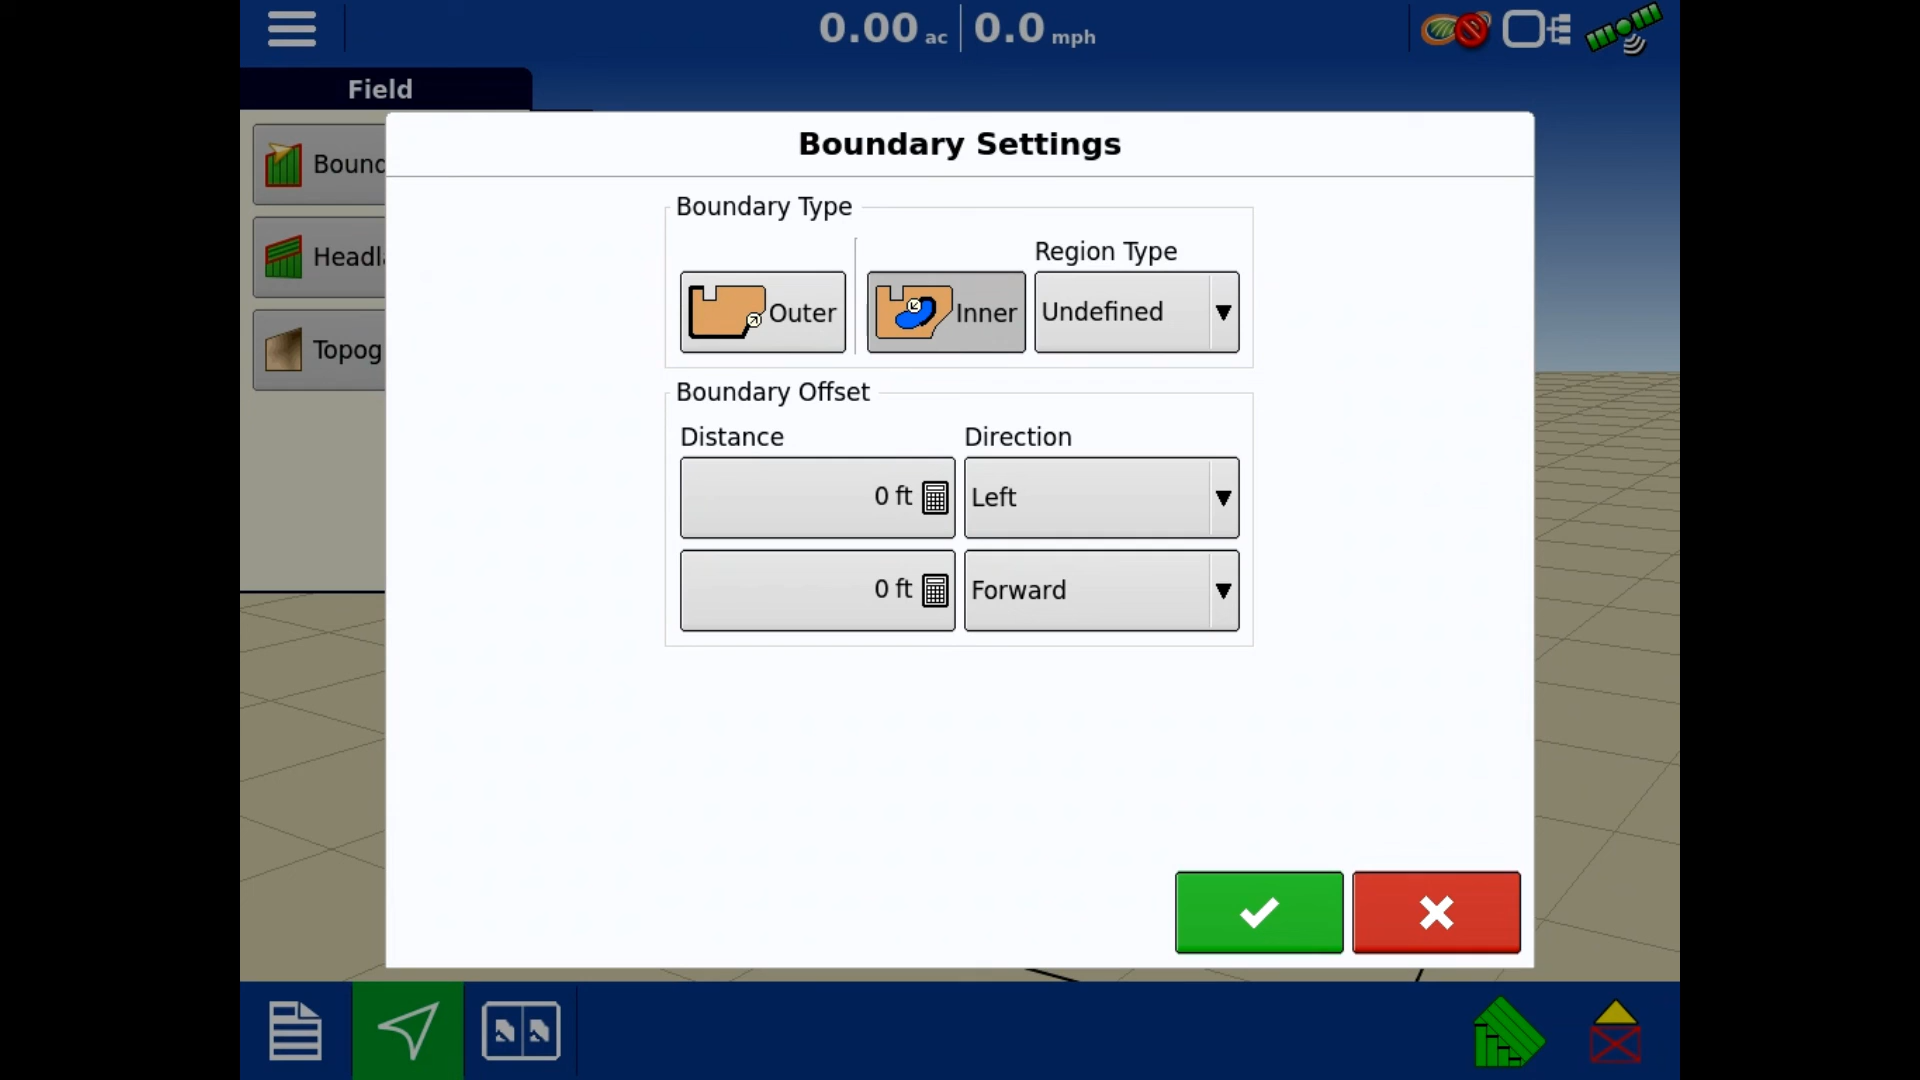 0.00 ac 0.0 mph
Field
Boundary Settings
Bound
Headl
Topog
Boundary Type
Region Type
Outer
Inner
Undefined
Boundary Offset
Distance
Direction
0 ft
Left
0 ft
Forward